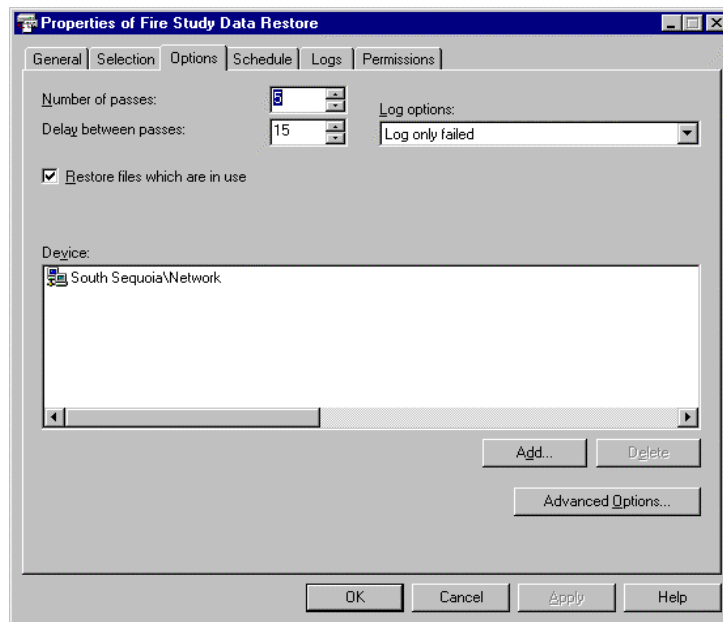 Properties of Fire Study Data Restore
General Selection Options Schedule Logs Permissions
Number of passes: 5
Log options:
Delay between passes: 15
Log only failed
Restore files which are in use
Device:
South Sequoia\Network
Add... Delete
Advanced Options...
OK Cancel Apply Help